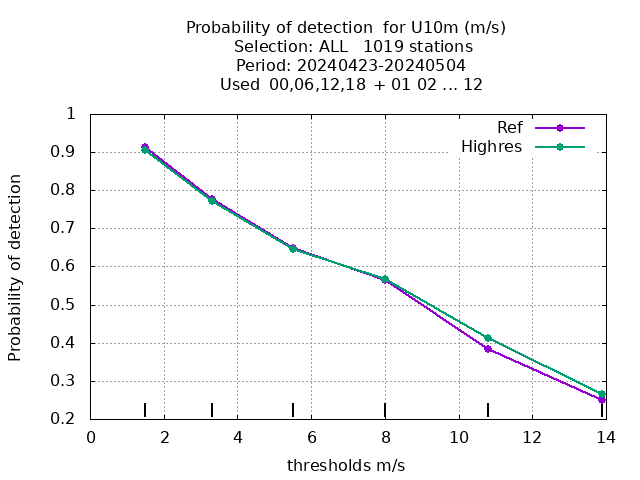 Probability of detection  for U10m (m/s)
Selection: ALL   1019 stations
Period: 20240423-20240504
Used  00,06,12,18  + 01 02 ... 12
Ref
Highres
Probability of detection
1
0.9
0.8
0.7
0.6
0.5
0.4
0.3
0.2
0 2 4 6 8 10 12 14
thresholds m/s